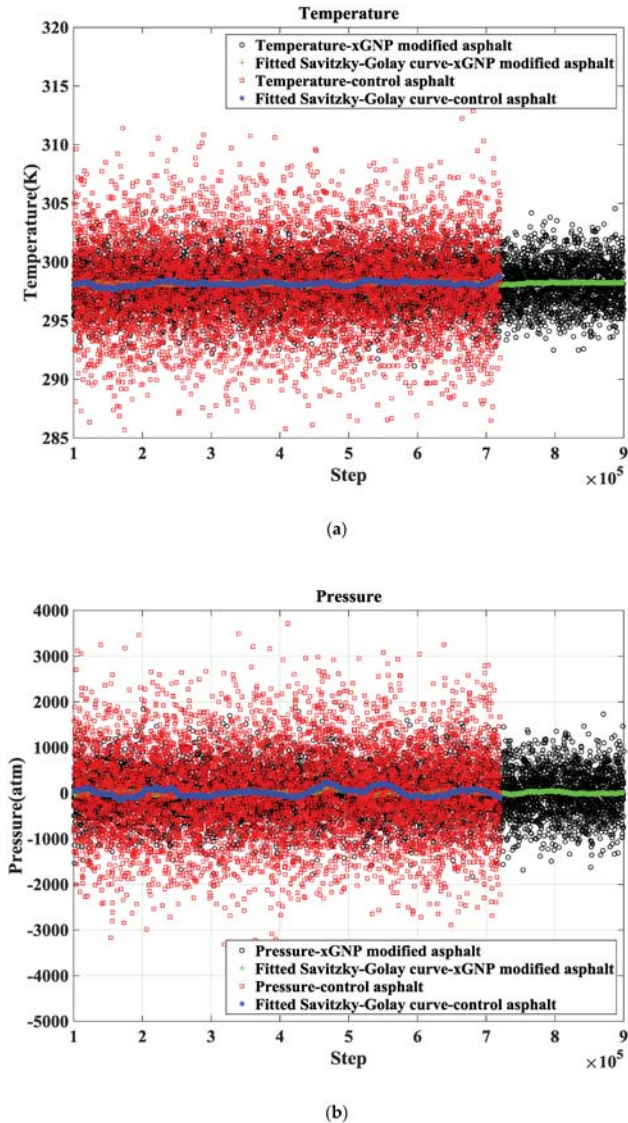 Temperature
320
Temperature-xGNP modified asphalt
Fitted Savitzky-Golay curve-xGNP modified asphalt
Temperature-control asphalt
Fitted Savitzky-Golay curve-control asphalt
315
310
305
300
295
290
285
Temperature(K)
1 2 3 4 5 6 7 8 9
Step
×10⁵
(a)
Pressure
4000
3000
2000
1000
0
-1000
-2000
-3000
-4000
-5000
Pressure(atm)
Pressure-xGNP modified asphalt
Fitted Savitzky-Golay curve-xGNP modified asphalt
Pressure-control asphalt
Fitted Savitzky-Golay curve-control asphalt
1 2 3 4 5 6 7 8 9
Step
×10⁵
(b)